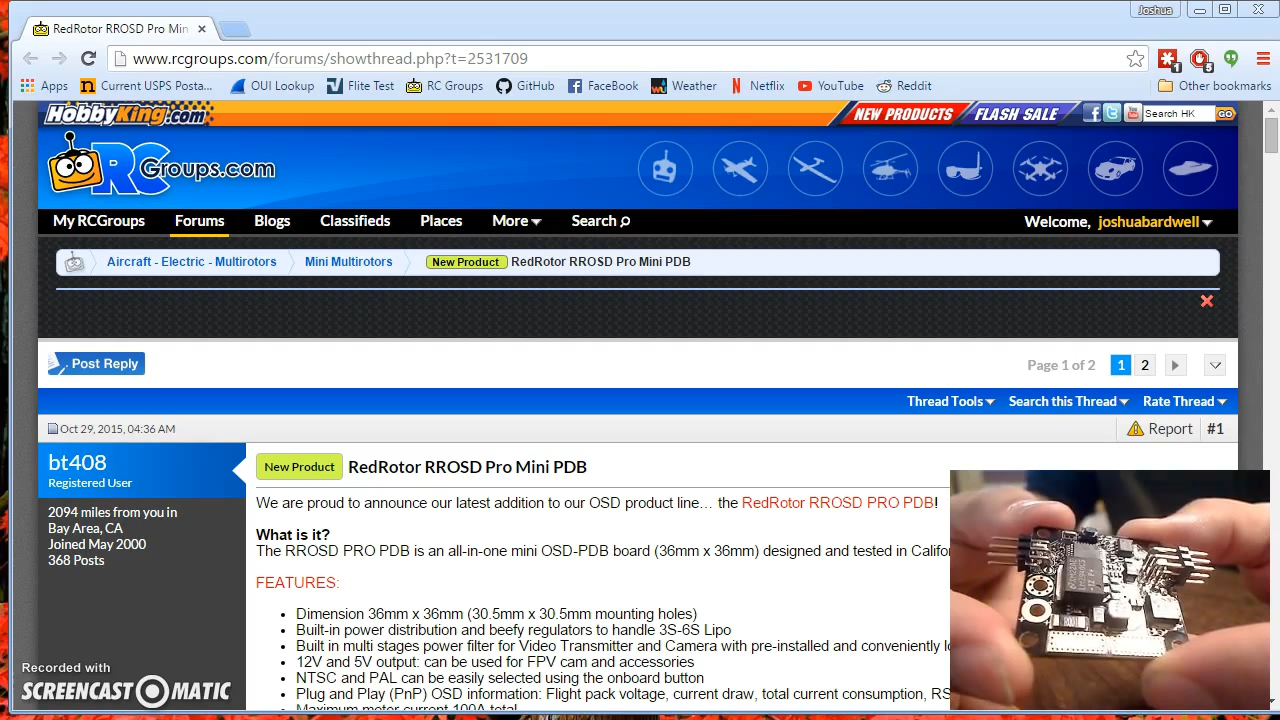 Joshua
RedRotor RROSD Pro Min
www.rcgroups.com/forums/showthread.php?t=2531709
1
5
Apps
Current USPS Posta...
OUI Lookup
Flite Test
RC Groups
GitHub
FaceBook
Weather
Netflix
YouTube
Reddit
Other bookmarks
HobbyKing.com
NEW PRODUCTS
FLASH SALE
Search HK
GO
RCGroups.com
My RCGroups
Forums
Blogs
Classifieds
Places
More
Search
Welcome, joshuabardwell
Aircraft - Electric - Multirotors
Mini Multirotors
New Product RedRotor RROSD Pro Mini PDB
Post Reply
Page 1 of 2
1
2
Thread Tools
Search this Thread
Rate Thread
Oct 29, 2015, 04:36 AM
Report
#1
bt408
Registered User
2094 miles from you in
Bay Area, CA
Joined May 2000
368 Posts
New Product RedRotor RROSD Pro Mini PDB
We are proud to announce our latest addition to our OSD product line... the RedRotor RROSD PRO PDB!
What is it?
The RROSD PRO PDB is an all-in-one mini OSD-PDB board (36mm x 36mm) designed and tested in Califor
FEATURES:
• Dimension 36mm x 36mm (30.5mm x 30.5mm mounting holes)
• Built-in power distribution and beefy regulators to handle 3S-6S Lipo
• Built in multi stages power filter for Video Transmitter and Camera with pre-installed and conveniently lo
• 12V and 5V output: can be used for FPV cam and accessories
• NTSC and PAL can be easily selected using the onboard button
• Plug and Play (PnP) OSD information: Flight pack voltage, current draw, total current consumption, RS
• Maximum motor current 100A total
Recorded with
SCREENCAST-O-MATIC